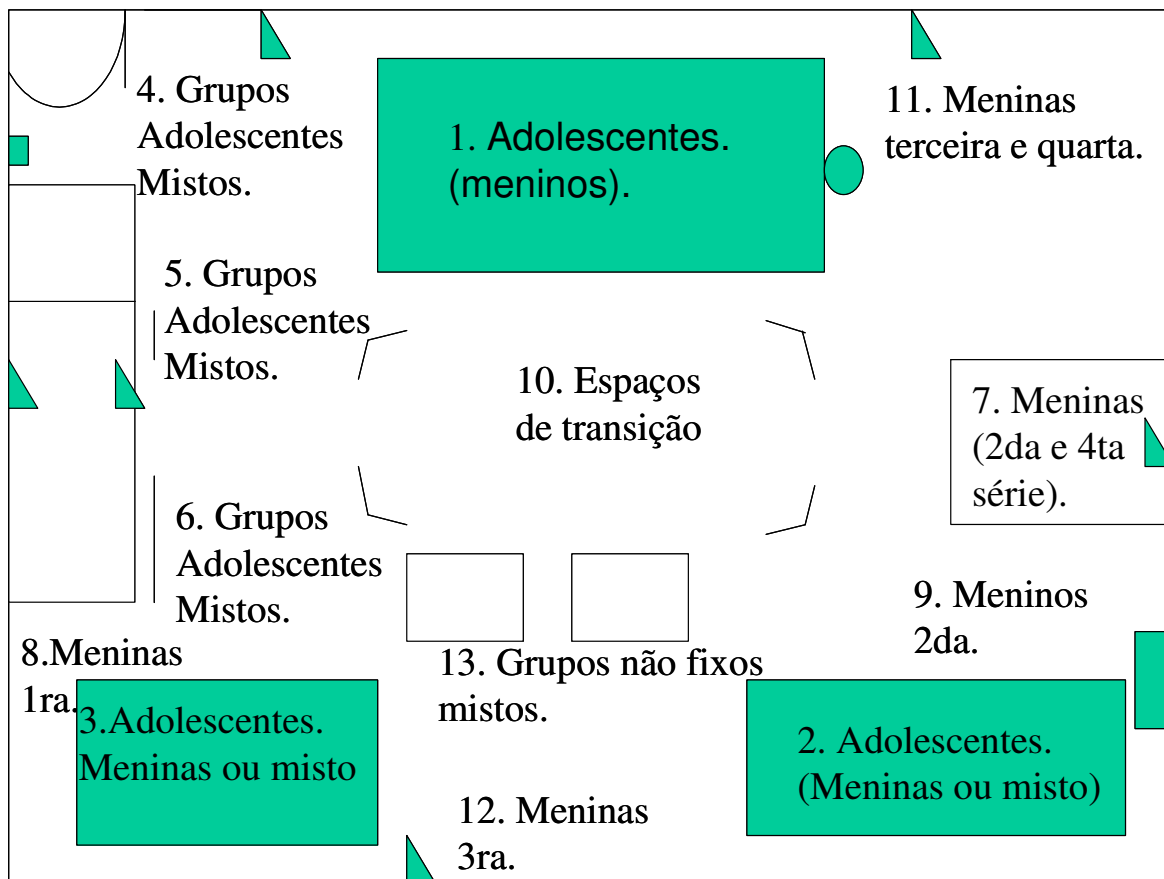 4. Grupos
Adolescentes
Mistos.
1. Adolescentes.
(meninos).
11. Meninas
terceira e quarta.
5. Grupos
Adolescentes
Mistos.
10. Espaços
de transição
7. Meninas
(2da e 4ta
série).
6. Grupos
Adolescentes
Mistos.
9. Meninos
2da.
8.Meninas
1ra.
13. Grupos não fixos
mistos.
3.Adolescentes.
Meninas ou misto
2. Adolescentes.
(Meninas ou misto)
12. Meninas
3ra.